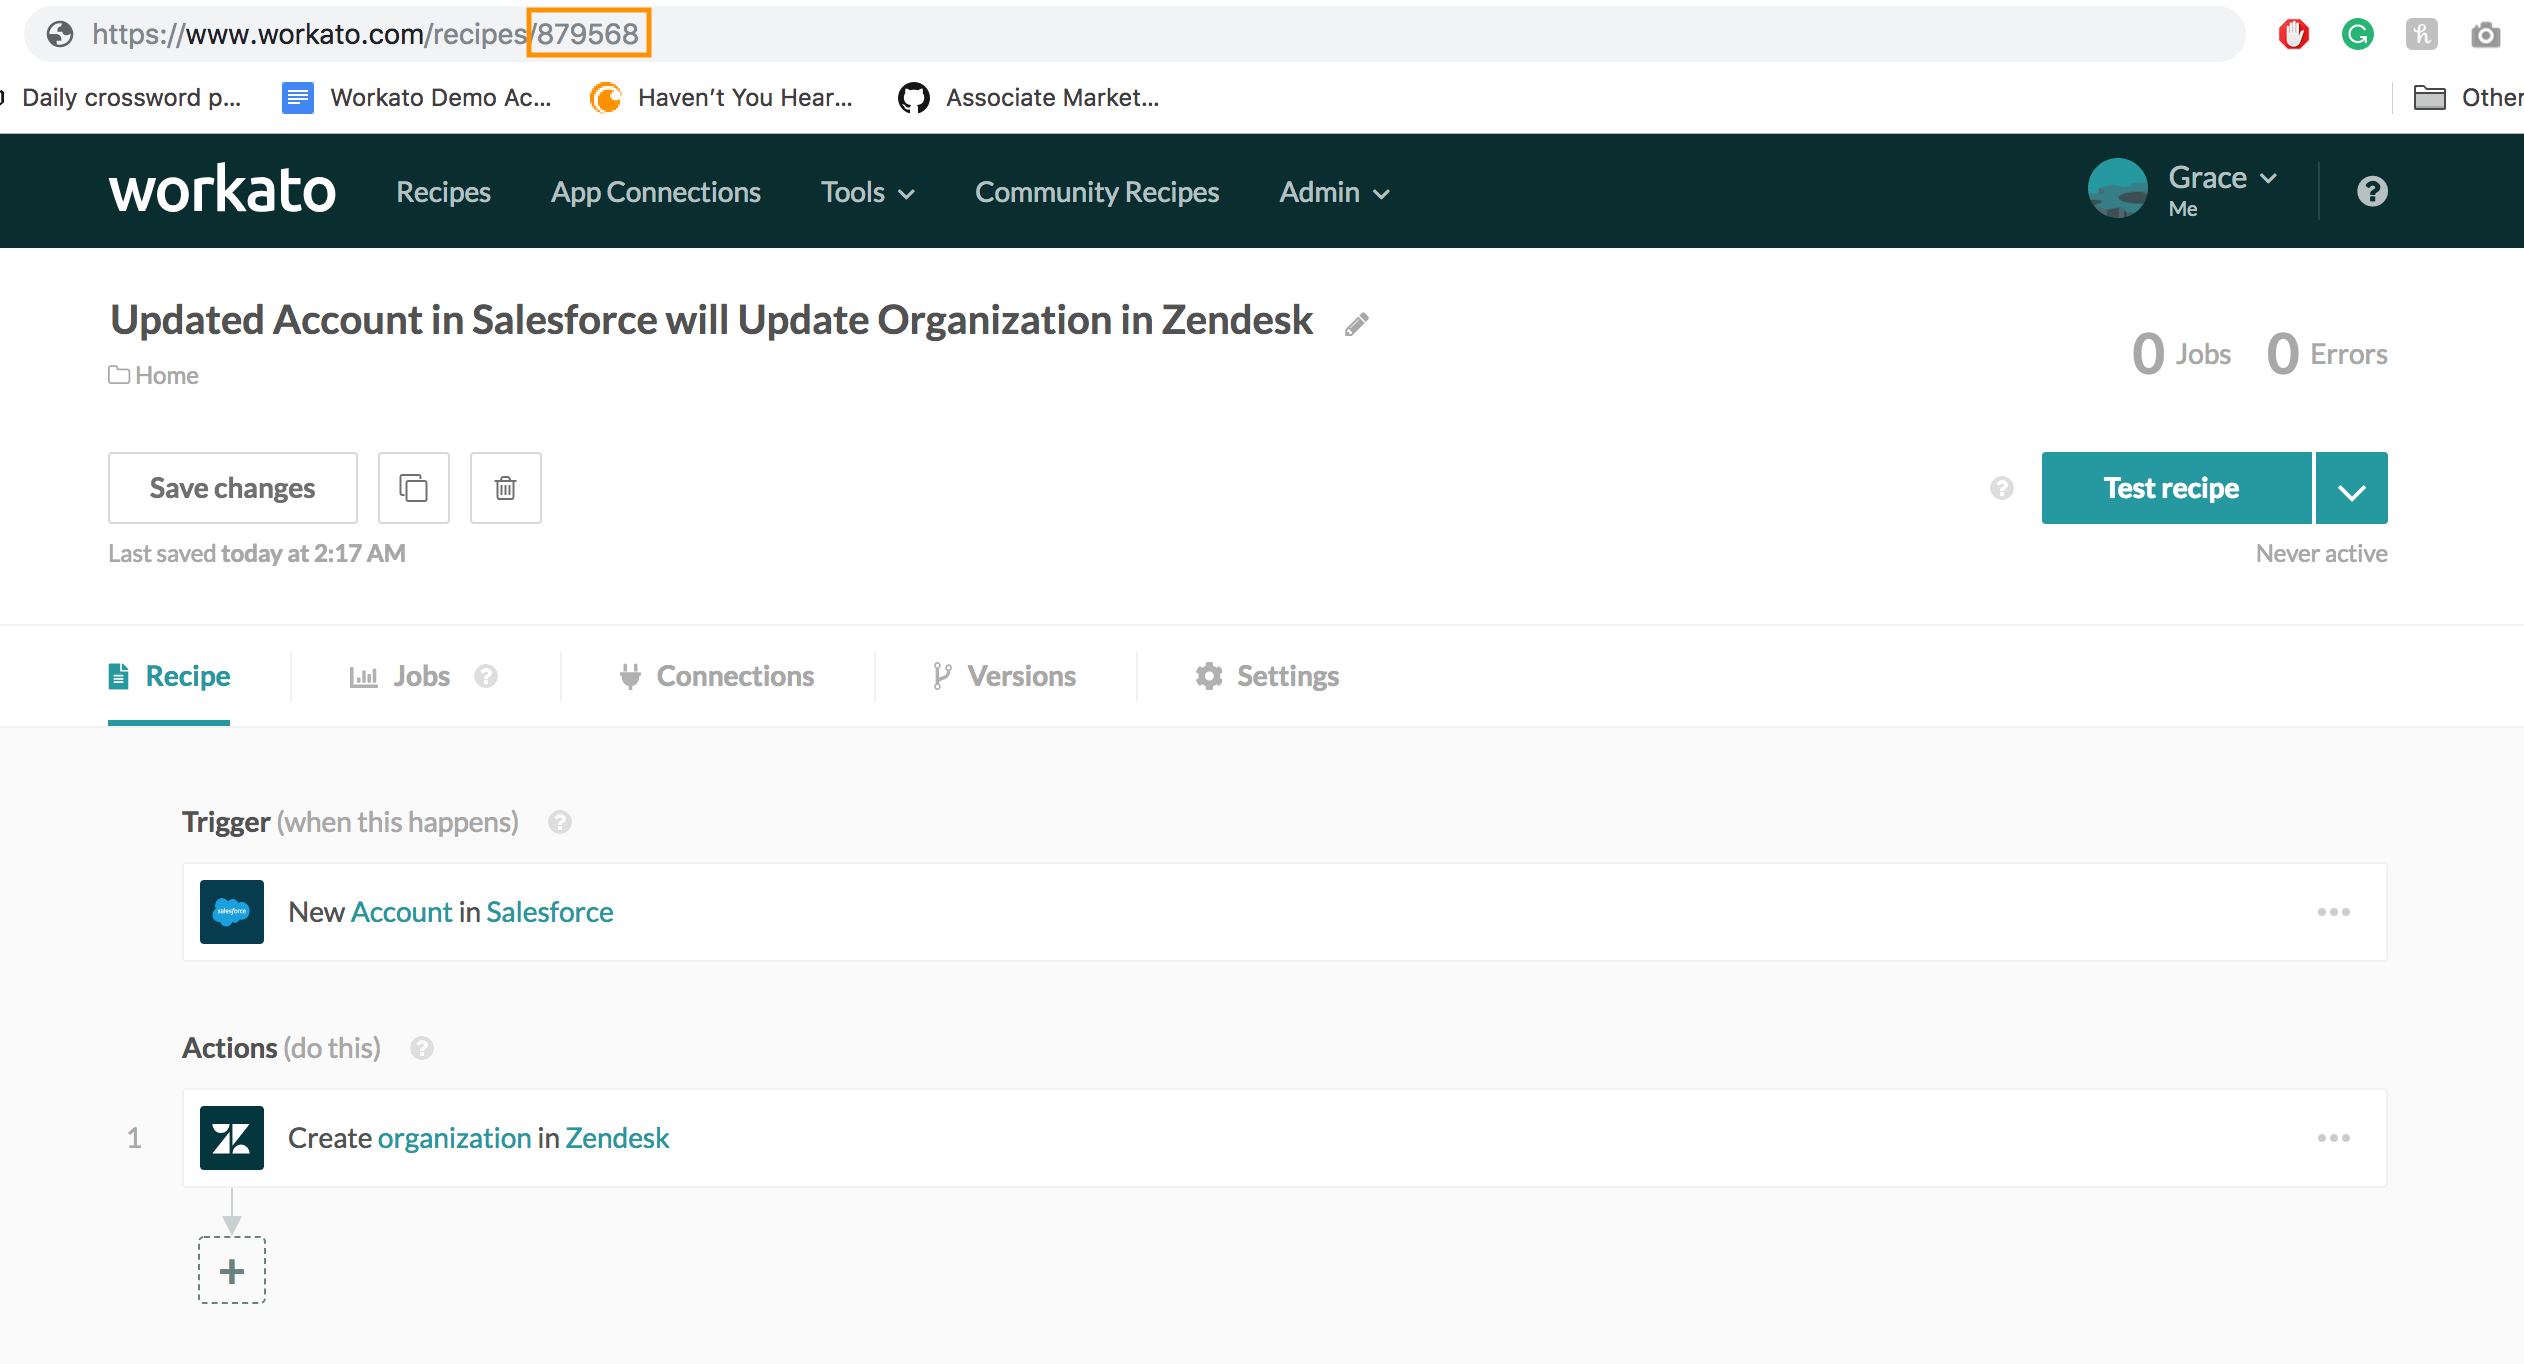 https://www.workato.com/recipes/879568
Daily crossword p... Workato Demo Ac... Haven't You Hear... Associate Market... Other
workato Recipes App Connections Tools Community Recipes Admin Grace
Me
Updated Account in Salesforce will Update Organization in Zendesk
Home
0 Jobs 0 Errors
Save changes Test recipe
Last saved today at 2:17 AM Never active
Recipe Jobs Connections Versions Settings
Trigger (when this happens)
salesforce New Account in Salesforce
Actions (do this)
1 Create organization in Zendesk